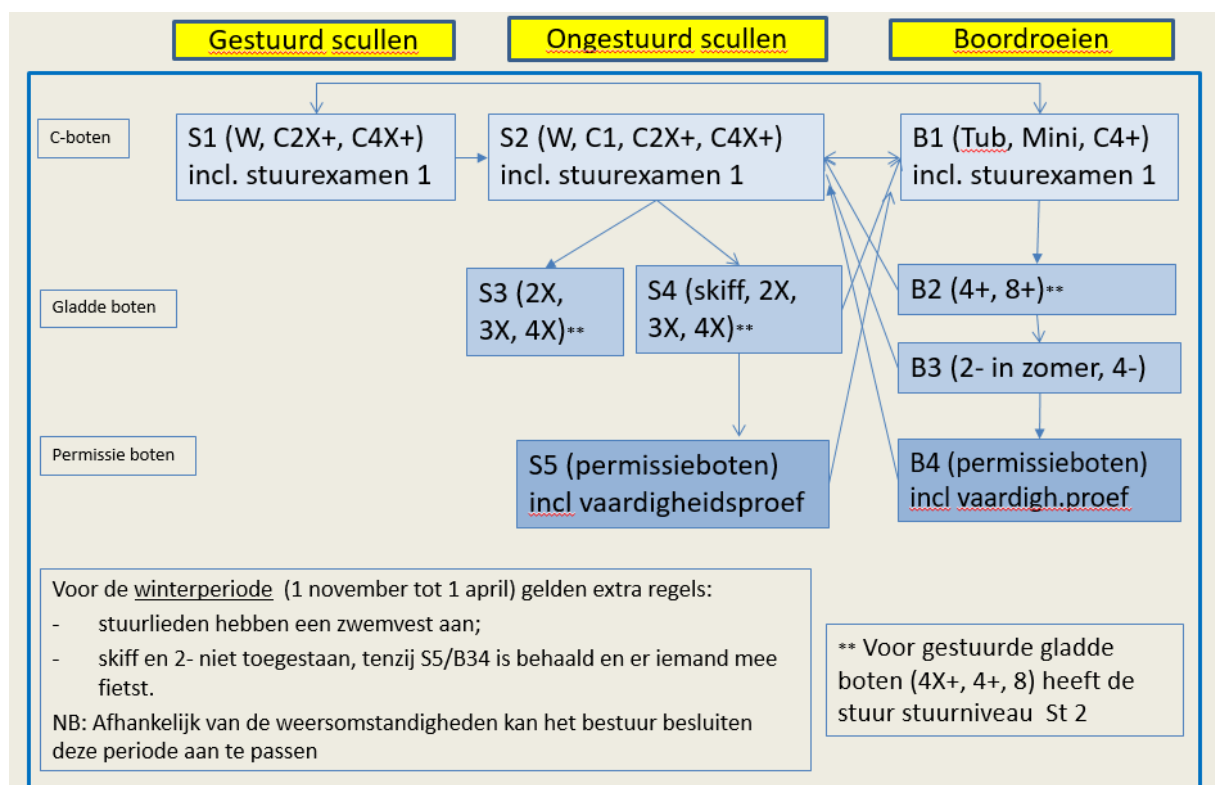 Gestuurd scullen
Ongestuurd scullen
Boordroeien
C-boten
S1 (W, C2X+, C4X+)
incl. stuurexamen 1
S2 (W, C1, C2X+, C4X+)
incl. stuurexamen 1
B1 (Tub, Mini, C4+)
incl. stuurexamen 1
Gladde boten
S3 (2X,
3X, 4X)**
S4 (skiff, 2X,
3X, 4X)**
B2 (4+, 8+)**
B3 (2- in zomer, 4-)
Permissie boten
S5 (permissieboten)
incl vaardigheidsproef
B4 (permissieboten)
incl vaardigh.proef
Voor de winterperiode (1 november tot 1 april) gelden extra regels:
- stuurlieden hebben een zwemvest aan;
- skiff en 2- niet toegestaan, tenzij S5/B34 is behaald en er iemand mee
fietst.
NB: Afhankelijk van de weersomstandigheden kan het bestuur besluiten
deze periode aan te passen
** Voor gestuurde gladde
boten (4X+, 4+, 8) heeft de
stuur stuurniveau St 2